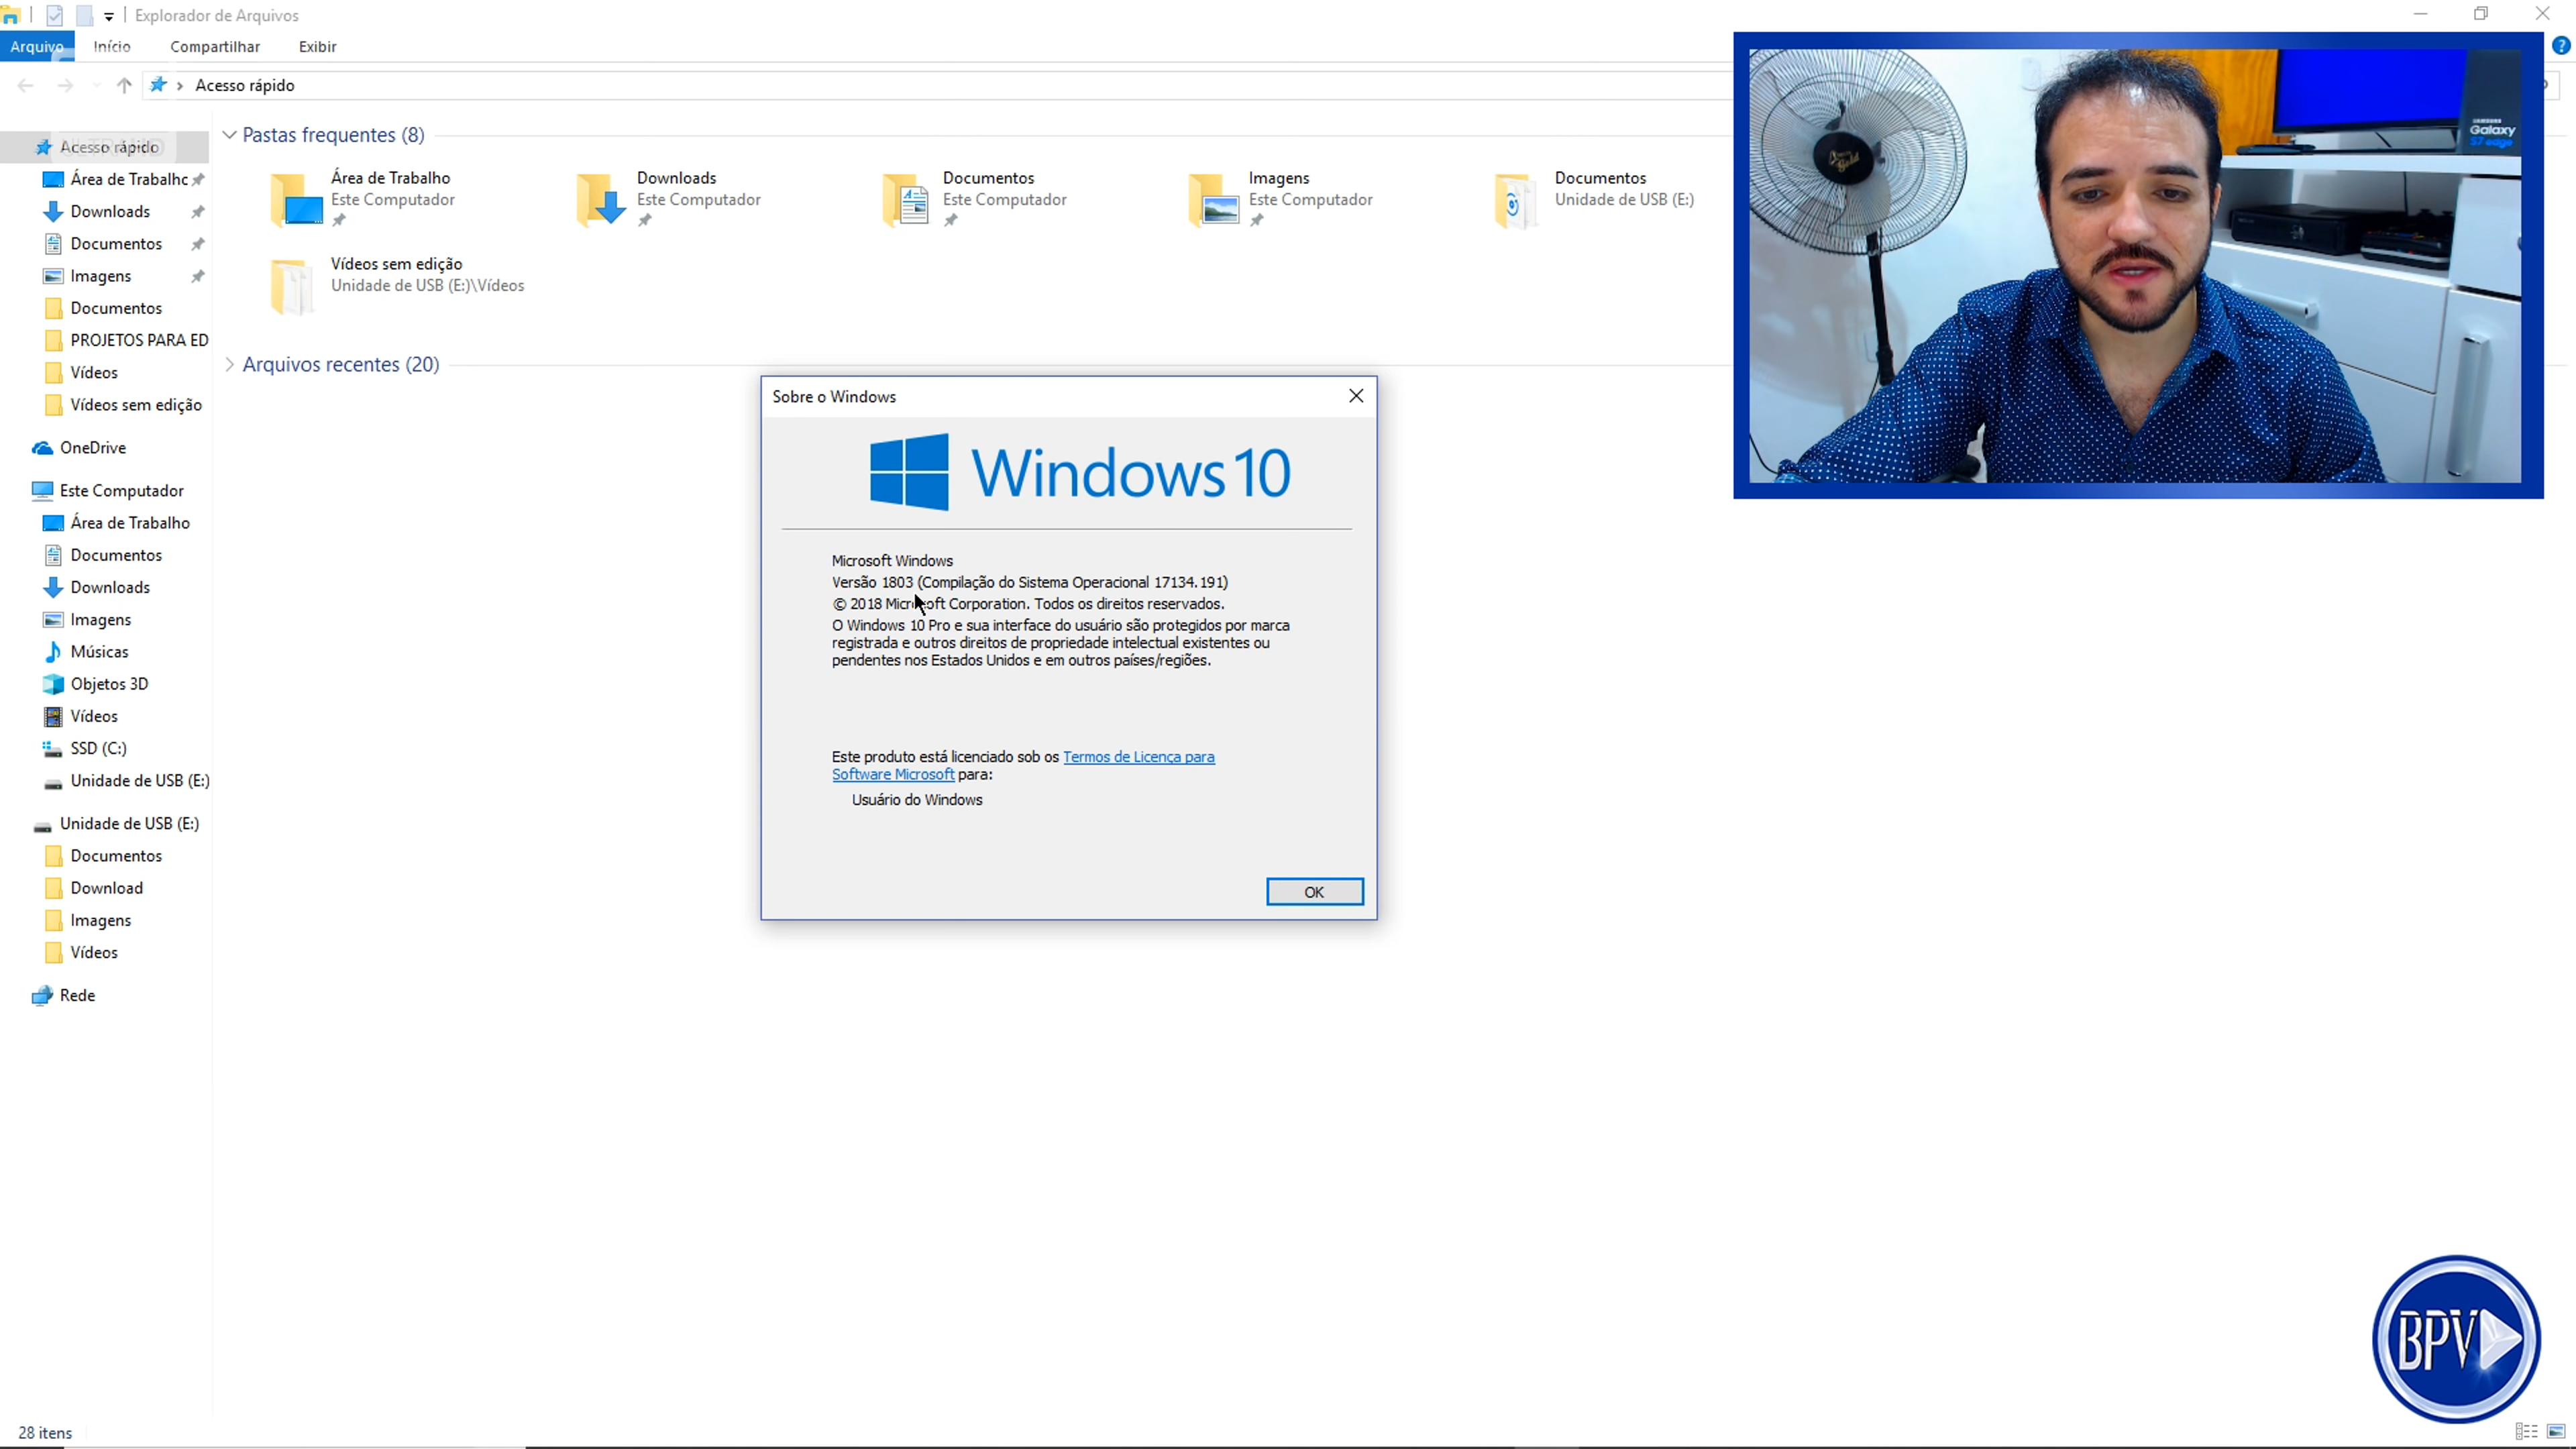 Explorador de Arquivos
Arquivo Início Compartilhar Exibir
Acesso rápido
Acesso rápido
Área de Trabalho
Downloads
Documentos
Imagens
Documentos
PROJETOS PARA ED
Vídeos
Vídeos sem edição
OneDrive
Este Computador
Área de Trabalho
Documentos
Downloads
Imagens
Músicas
Objetos 3D
Vídeos
SSD (C:)
Unidade de USB (E:)
Unidade de USB (E:)
Documentos
Download
Imagens
Vídeos
Rede
Pastas frequentes (8)
Área de Trabalho
Este Computador
Downloads
Este Computador
Documentos
Este Computador
Imagens
Este Computador
Documentos
Unidade de USB (E:)
Vídeos sem edição
Unidade de USB (E:)\Vídeos
Arquivos recentes (20)
Sobre o Windows
Windows 10
Microsoft Windows
Versão 1803 (Compilação do Sistema Operacional 17134.191)
© 2018 Microsoft Corporation. Todos os direitos reservados.
O Windows 10 Pro e sua interface do usuário são protegidos por marca
registrada e outros direitos de propriedade intelectual existentes ou
pendentes nos Estados Unidos e em outros países/regiões.
Este produto está licenciado sob os Termos de Licença para
Software Microsoft para:
Usuário do Windows
OK
SAMSUNG
Galaxy
S7 edge
Gold
BPV
28 itens